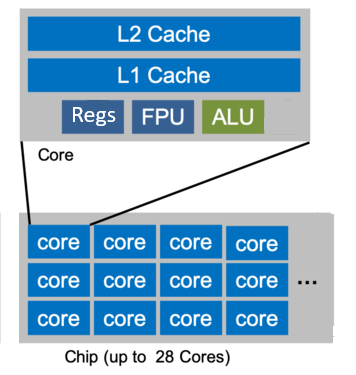 L2 Cache
L1 Cache
Regs FPU ALU
Core
core core core core
core core core core ...
core core core core
Chip (up to 28 Cores)